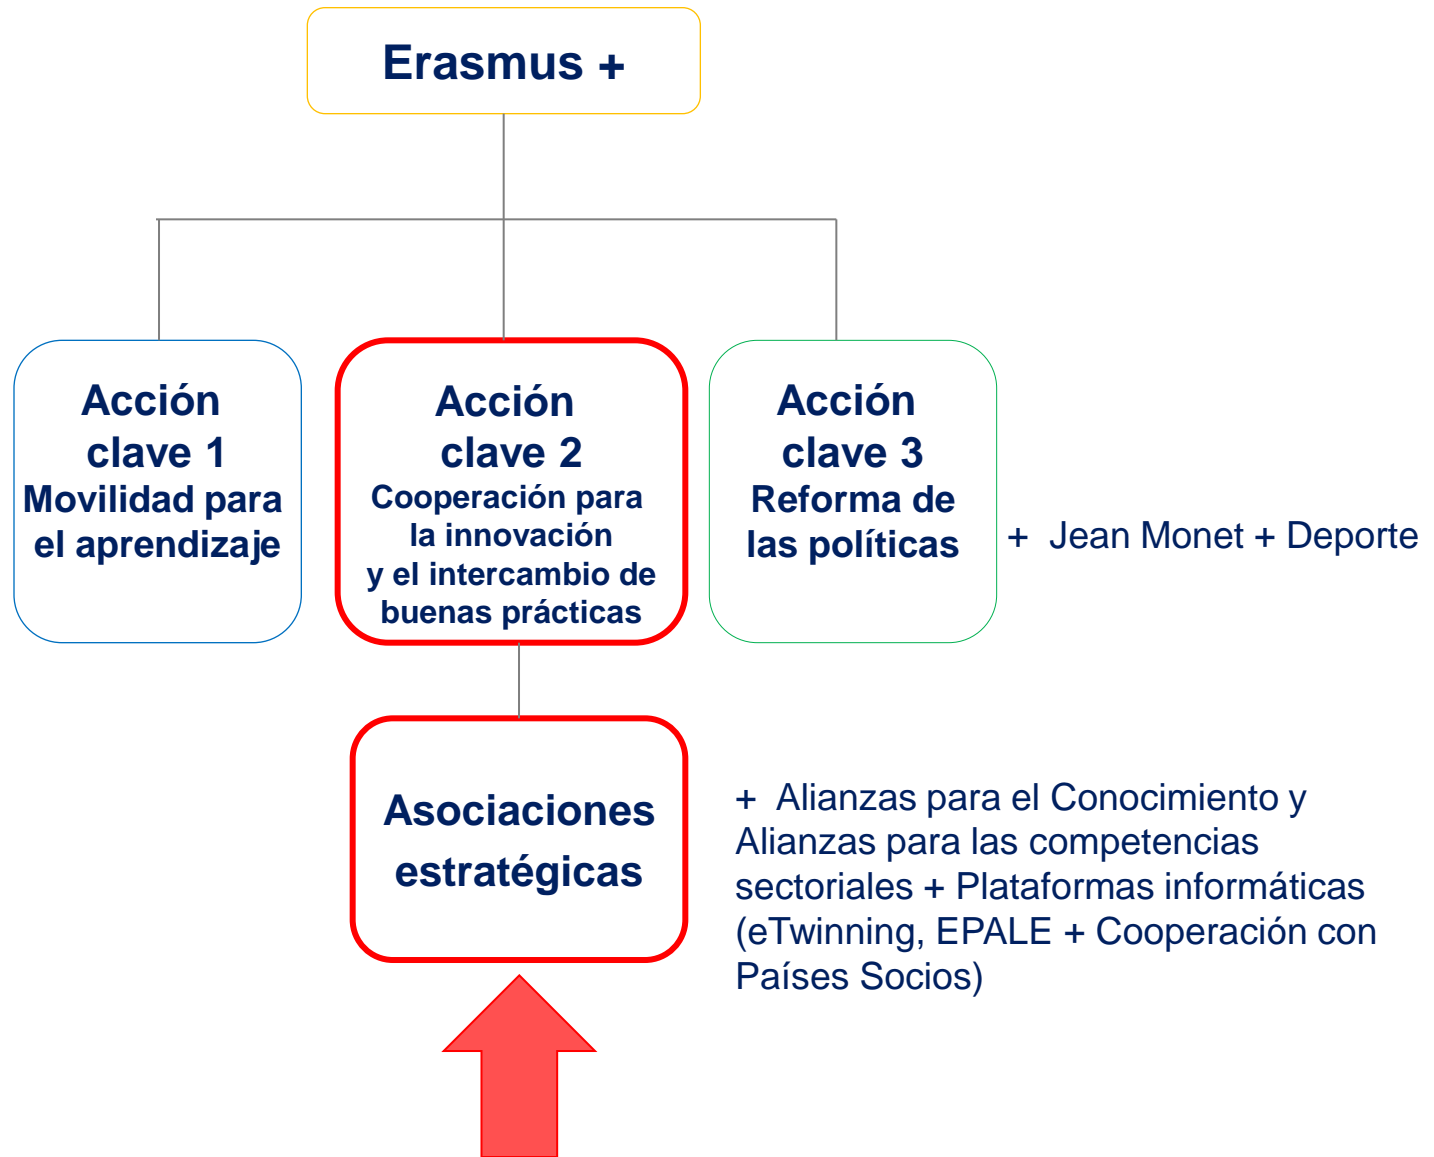 Erasmus +
Acción
clave 1
Movilidad para
el aprendizaje
Acción
clave 2
Cooperación para
la innovación
y el intercambio de
buenas prácticas
Acción
clave 3
Reforma de
las políticas
+ Jean Monet + Deporte
Asociaciones
estratégicas
+ Alianzas para el Conocimiento y
Alianzas para las competencias
sectoriales + Plataformas informáticas
(eTwinning, EPALE + Cooperación con
Países Socios)